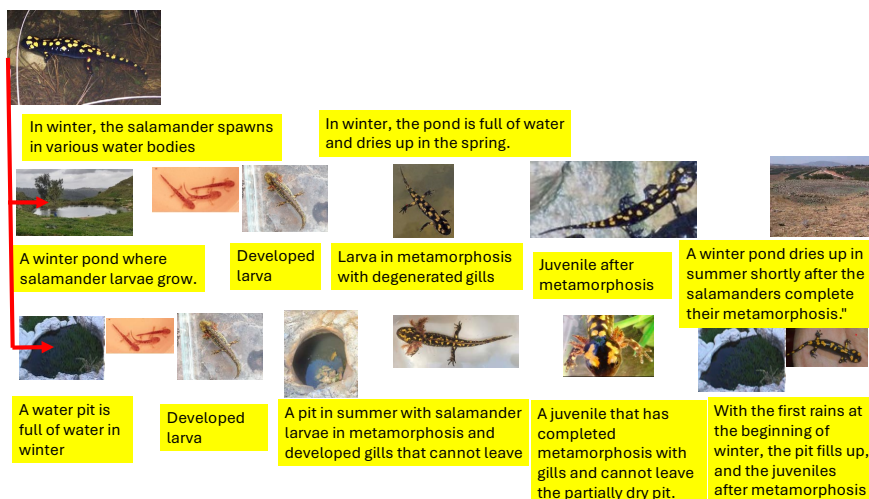 In winter, the salamander spawns
in various water bodies
In winter, the pond is full of water
and dries up in the spring.
A winter pond where
salamander larvae grow.
Developed
larva
Larva in metamorphosis
with degenerated gills
Juvenile after
metamorphosis
A winter pond dries up in
summer shortly after the
salamanders complete
their metamorphosis."
A water pit is
full of water in
winter
Developed
larva
A pit in summer with salamander
larvae in metamorphosis and
developed gills that cannot leave
A juvenile that has
completed
metamorphosis with
gills and cannot leave
the partially dry pit.
With the first rains at
the beginning of
winter, the pit fills up,
and the juveniles
after metamorphosis